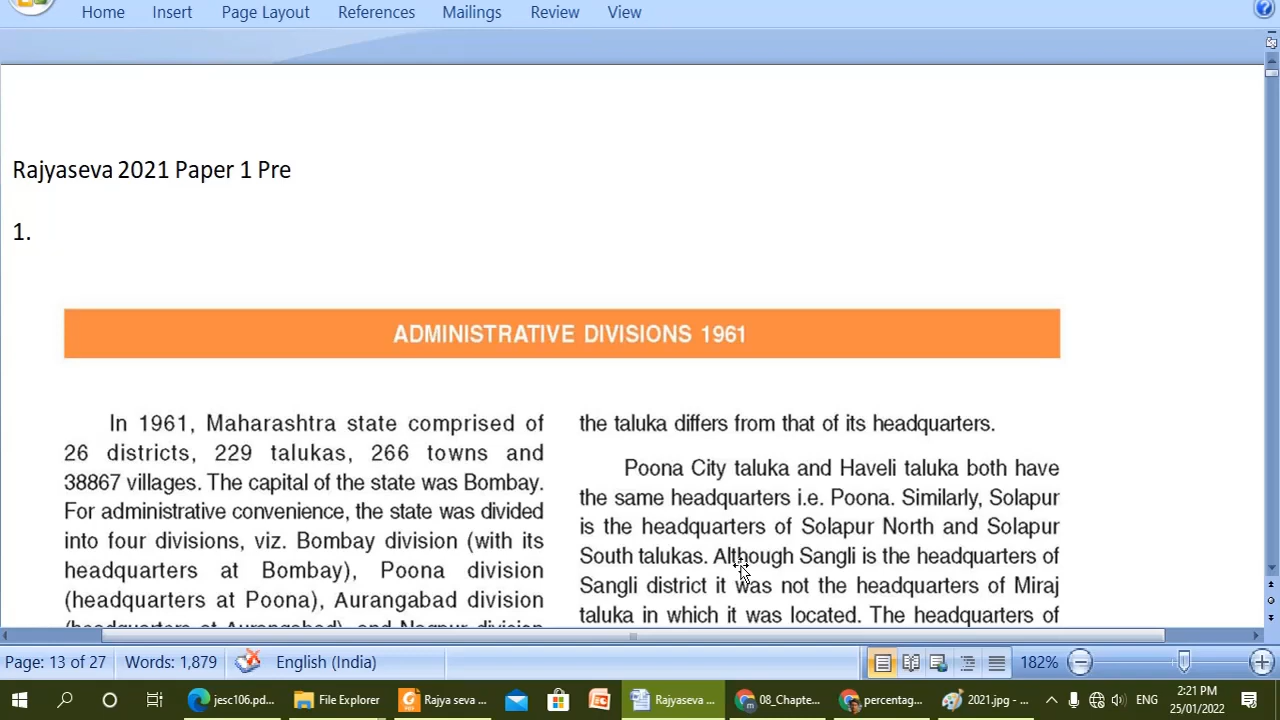 Home Insert Page Layout References Mailings Review View
Rajyaseva 2021 Paper 1 Pre
1.
ADMINISTRATIVE DIVISIONS 1961
In 1961, Maharashtra state comprised of
26 districts, 229 talukas, 266 towns and
38867 villages. The capital of the state was Bombay.
For administrative convenience, the state was divided
into four divisions, viz. Bombay division (with its
headquarters at Bombay), Poona division
(headquarters at Poona), Aurangabad division
(headquarters at Aurangabad), and Nagpur division
the taluka differs from that of its headquarters.
Poona City taluka and Haveli taluka both have
the same headquarters i.e. Poona. Similarly, Solapur
is the headquarters of Solapur North and Solapur
South talukas. Although Sangli is the headquarters of
Sangli district it was not the headquarters of Miraj
taluka in which it was located. The headquarters of
Page: 13 of 27 Words: 1,879 English (India) 182%
jesc106.pd... File Explorer Rajya seva ... Rajyaseva ... 08_Chapte... percentag... 2021.jpg - ... ENG 2:21 PM
25/01/2022